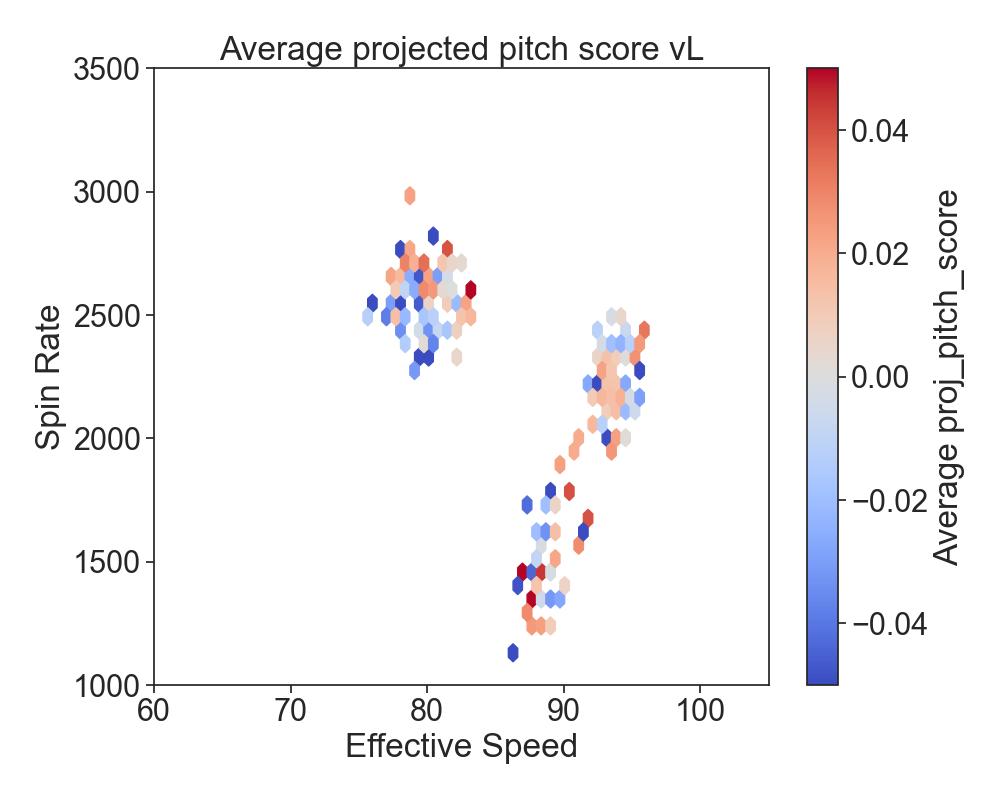 Average projected pitch score vL
3500
3000
2500
2000
1500
1000
Spin Rate
60 70 80 90 100
Effective Speed
0.04
0.02
0.00
−0.02
−0.04
Average proj_pitch_score